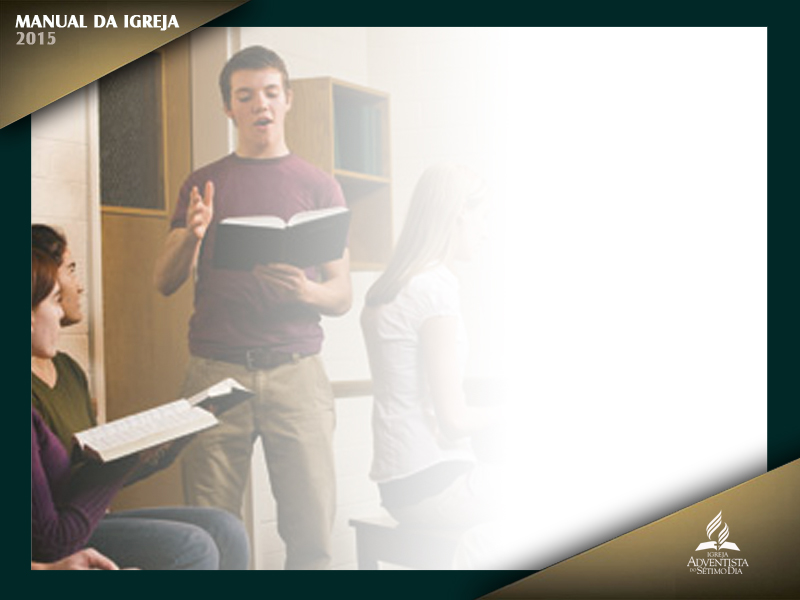 MANUAL DA IGREJA
2015
IGREJA
ADVENTISTA
DO SÉTIMO DIA